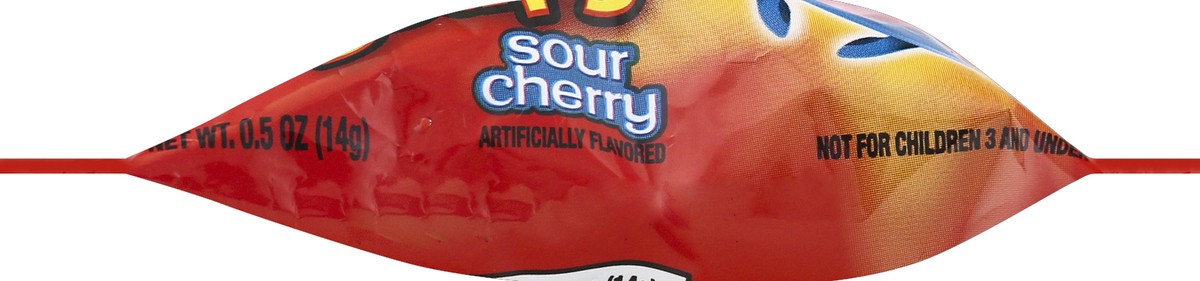 sour
cherry
NET WT. 0.5 OZ (14g)
ARTIFICIALLY FLAVORED
NOT FOR CHILDREN 3 AND UNDER